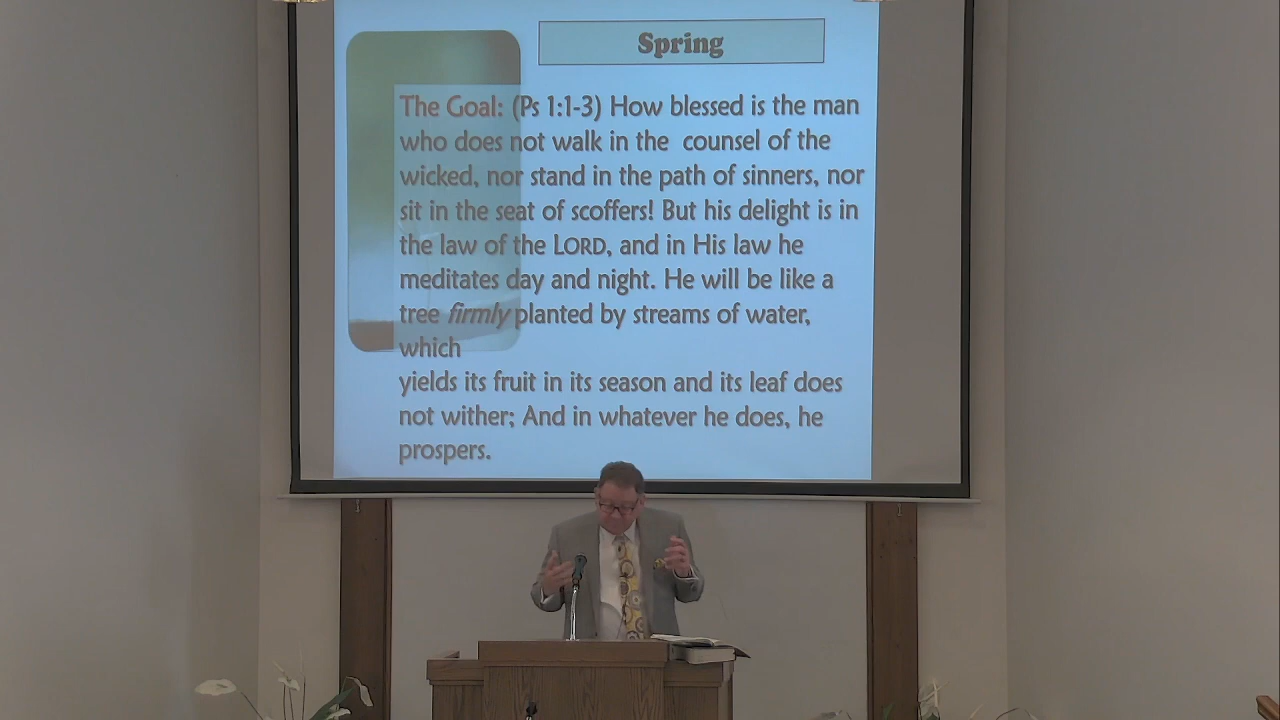 Spring
The Goal: (Ps 1:1-3) How blessed is the man
who does not walk in the counsel of the
wicked, nor stand in the path of sinners, nor
sit in the seat of scoffers! But his delight is in
the law of the LORD, and in His law he
meditates day and night. He will be like a
tree firmly planted by streams of water,
which
yields its fruit in its season and its leaf does
not wither; And in whatever he does, he
prospers.